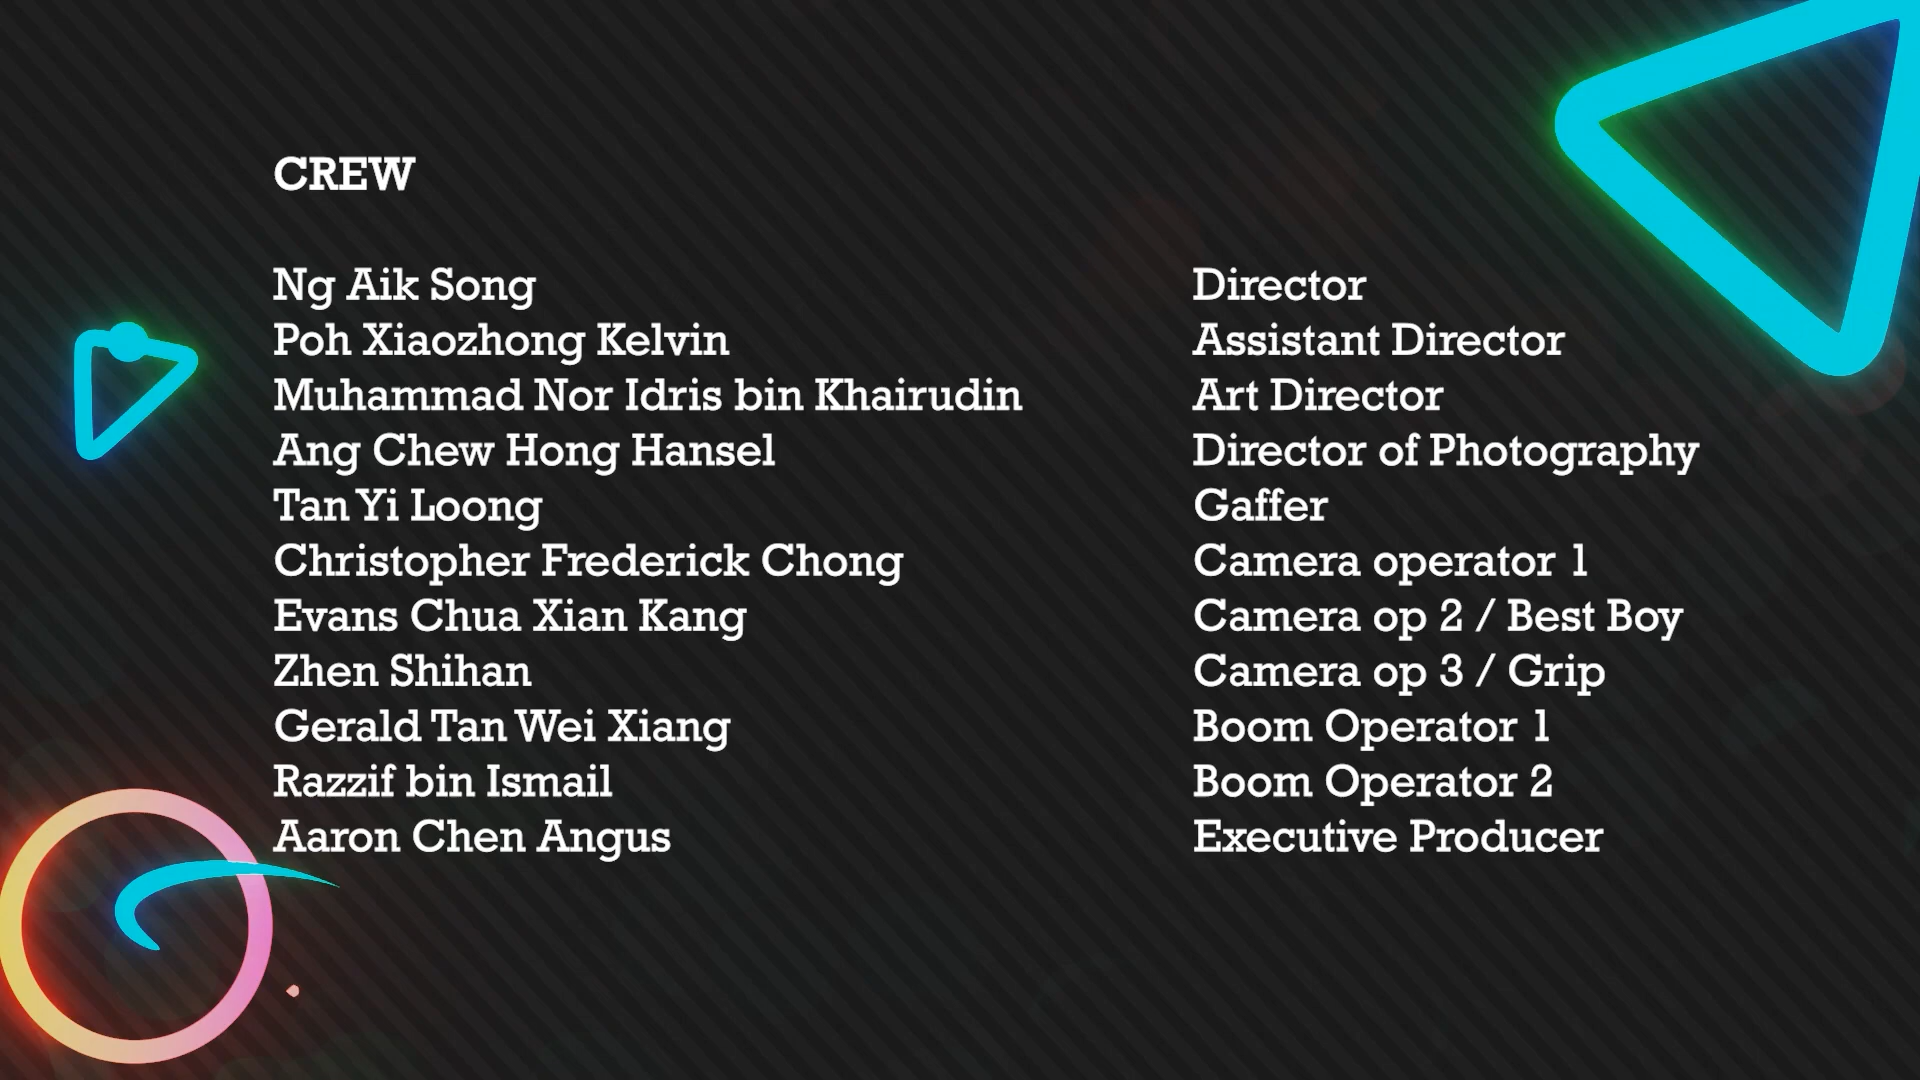 CREW
Ng Aik Song Director
Poh Xiaozhong Kelvin Assistant Director
Muhammad Nor Idris bin Khairudin Art Director
Ang Chew Hong Hansel Director of Photography
Tan Yi Loong Gaffer
Christopher Frederick Chong Camera operator 1
Evans Chua Xian Kang Camera op 2 / Best Boy
Zhen Shihan Camera op 3 / Grip
Gerald Tan Wei Xiang Boom Operator 1
Razzif bin Ismail Boom Operator 2
Aaron Chen Angus Executive Producer